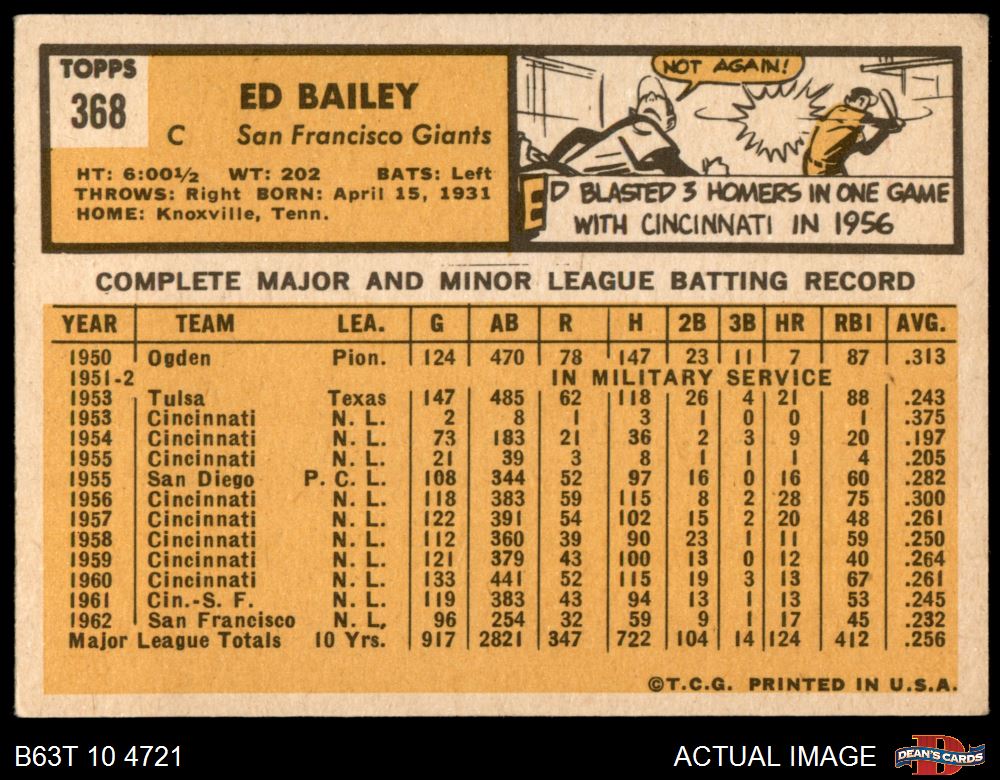 TOPPS
368
ED BAILEY
C San Francisco Giants
HT: 6:00½ WT: 202 BATS: Left
THROWS: Right BORN: April 15, 1931
HOME: Knoxville, Tenn.
NOT AGAIN!
ED BLASTED 3 HOMERS IN ONE GAME
WITH CINCINNATI IN 1956
COMPLETE MAJOR AND MINOR LEAGUE BATTING RECORD
YEAR TEAM LEA. G AB R H 2B 3B HR RBI AVG.
1950 Ogden Pion. 124 470 78 147 23 11 7 87 .313
1951-2 IN MILITARY SERVICE
1953 Tulsa Texas 147 485 62 118 26 4 21 88 .243
1953 Cincinnati N. L. 2 8 1 3 1 0 0 1 .375
1954 Cincinnati N. L. 73 183 21 36 2 3 9 20 .197
1955 Cincinnati N. L. 21 39 3 8 1 1 1 4 .205
1955 San Diego P. C. L. 108 344 52 97 16 0 16 60 .282
1956 Cincinnati N. L. 118 383 59 115 8 2 28 75 .300
1957 Cincinnati N. L. 122 391 54 102 15 2 20 48 .261
1958 Cincinnati N. L. 112 360 39 90 23 1 11 59 .250
1959 Cincinnati N. L. 121 379 43 100 13 0 12 40 .264
1960 Cincinnati N. L. 133 441 52 115 19 3 13 67 .261
1961 Cin.-S. F. N. L. 119 383 43 94 13 1 13 53 .245
1962 San Francisco N. L. 96 254 32 59 9 1 17 45 .232
Major League Totals 10 Yrs. 917 2821 347 722 104 14 124 412 .256
©T.C.G. PRINTED IN U.S.A.
B63T 10 4721 ACTUAL IMAGE DEAN'S CARDS